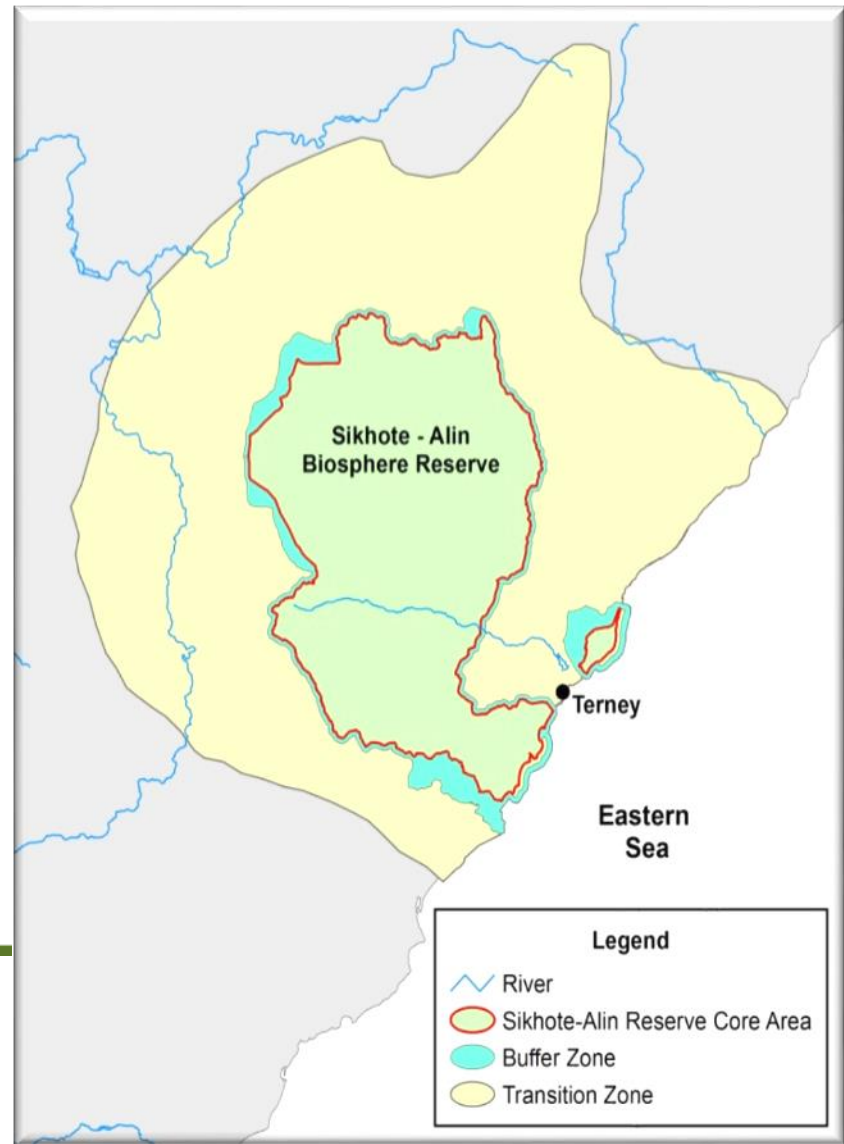 Sikhote - Alin
Biosphere Reserve
Terney
Eastern
Sea
Legend
River
Sikhote-Alin Reserve Core Area
Buffer Zone
Transition Zone